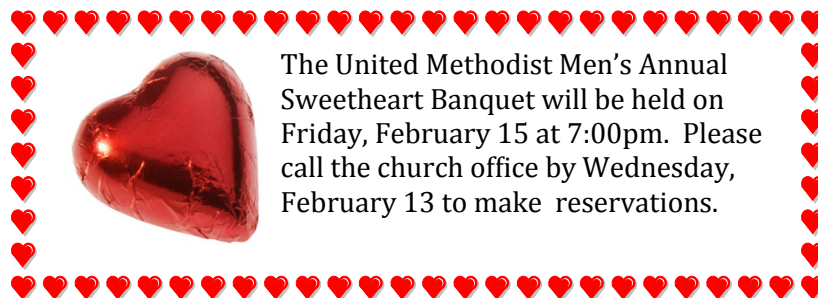 The United Methodist Men’s Annual
Sweetheart Banquet will be held on
Friday, February 15 at 7:00pm.  Please
call the church office by Wednesday,
February 13 to make  reservations.